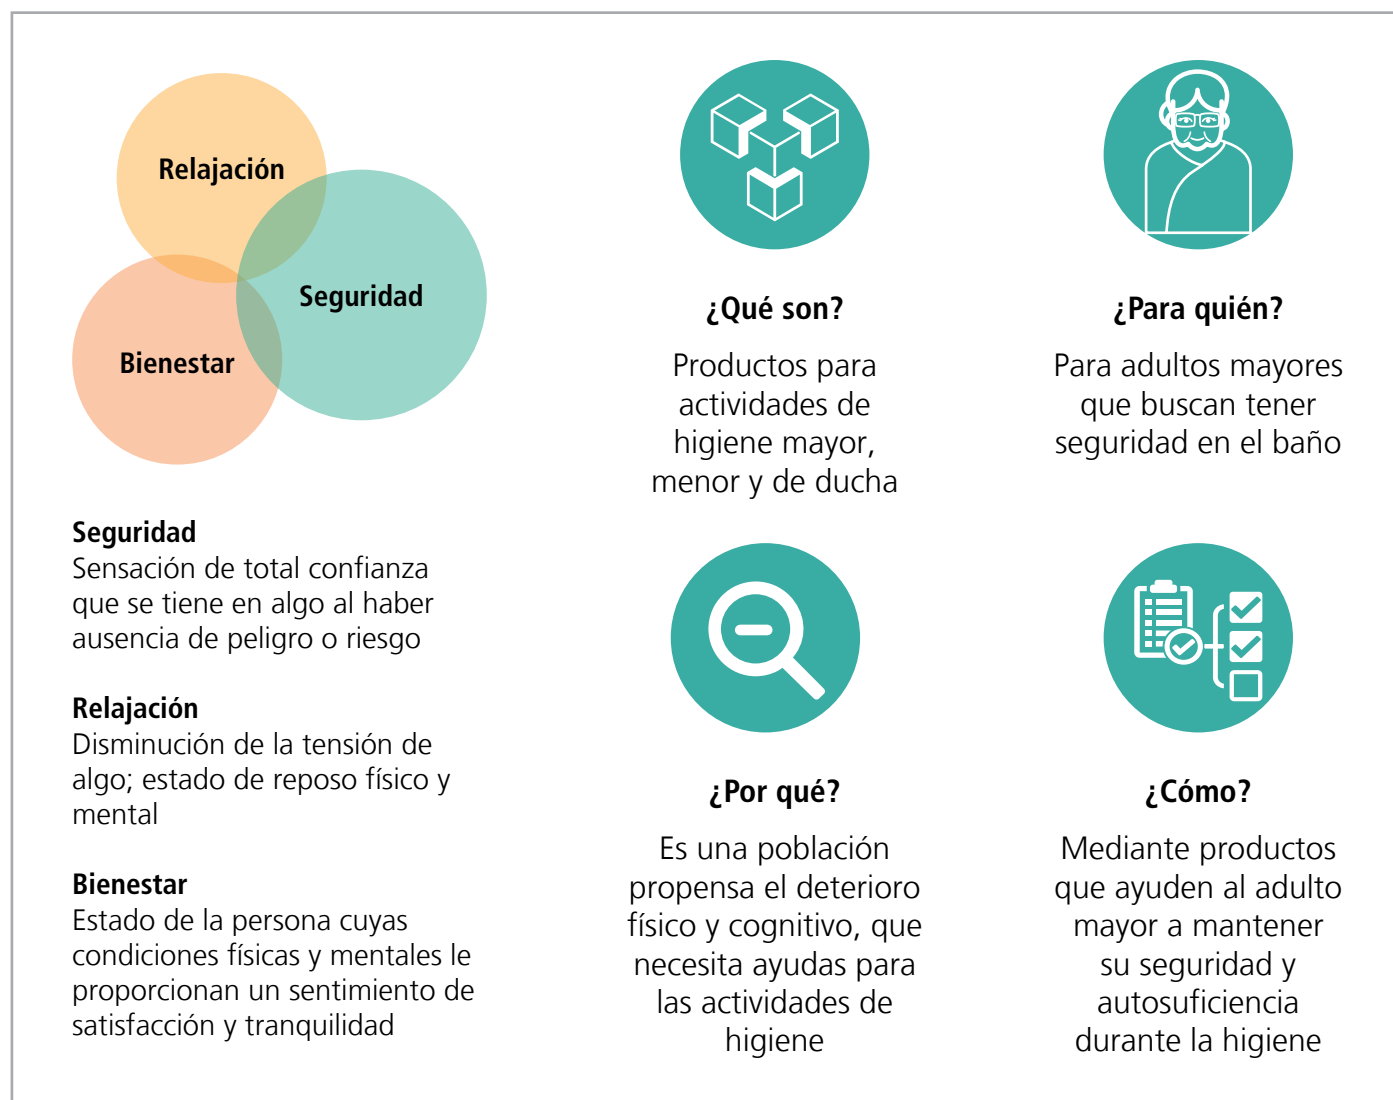 Relajación
Seguridad
Bienestar
Seguridad
Sensación de total confianza
que se tiene en algo al haber
ausencia de peligro o riesgo
Relajación
Disminución de la tensión de
algo; estado de reposo físico y
mental
Bienestar
Estado de la persona cuyas
condiciones físicas y mentales le
proporcionan un sentimiento de
satisfacción y tranquilidad
¿Qué son?
Productos para
actividades de
higiene mayor,
menor y de ducha
¿Para quién?
Para adultos mayores
que buscan tener
seguridad en el baño
¿Por qué?
Es una población
propensa el deterioro
físico y cognitivo, que
necesita ayudas para
las actividades de
higiene
¿Cómo?
Mediante productos
que ayuden al adulto
mayor a mantener
su seguridad y
autosuficiencia
durante la higiene